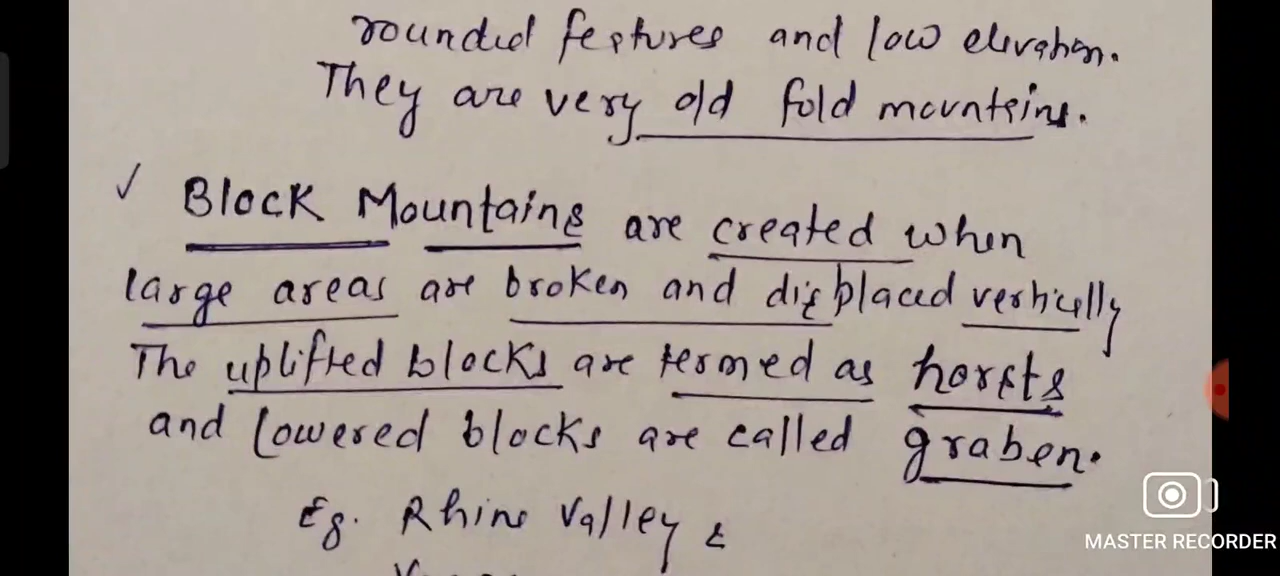 rounded features and low elevation.
They are very old fold mountains.
✓ Block Mountains are created when
large areas are broken and displaced vertically
The uplifted blocks are termed as horsts
and lowered blocks are called graben.
Eg. Rhine Valley &
MASTER RECORDER